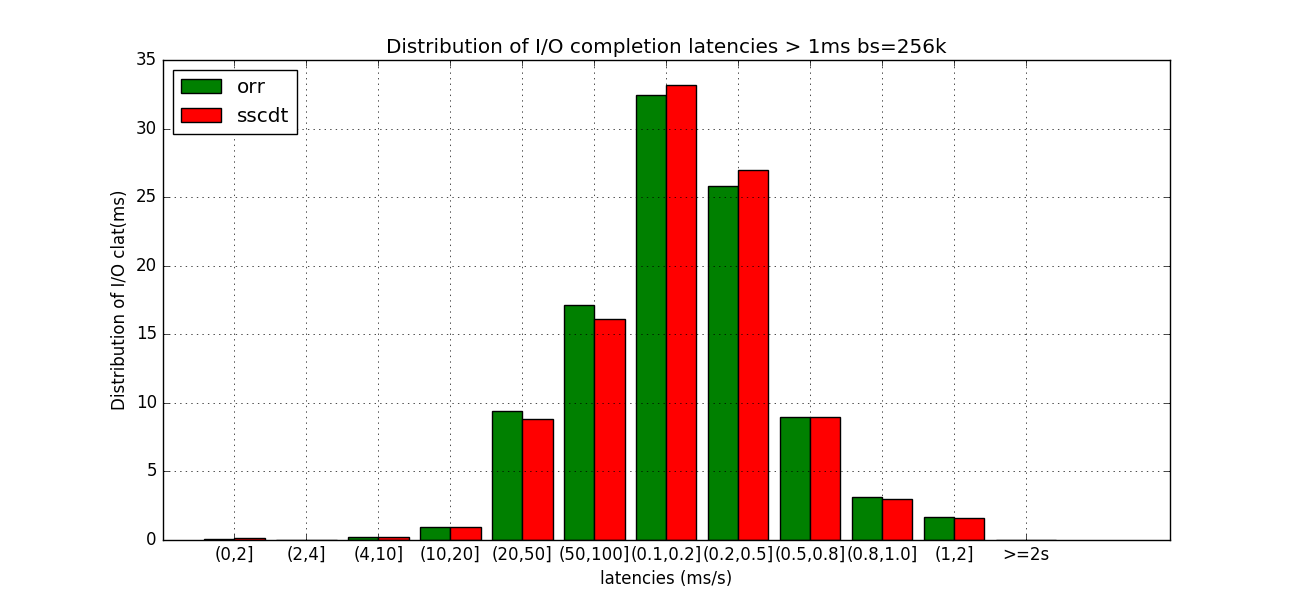 Distribution of I/O completion latencies > 1ms bs=256k
orr
sscdt
Distribution of I/O clat(ms)
35
30
25
20
15
10
5
0
(0,2] (2,4] (4,10] (10,20] (20,50] (50,100] (0.1,0.2] (0.2,0.5] (0.5,0.8] (0.8,1.0] (1,2] >=2s
latencies (ms/s)